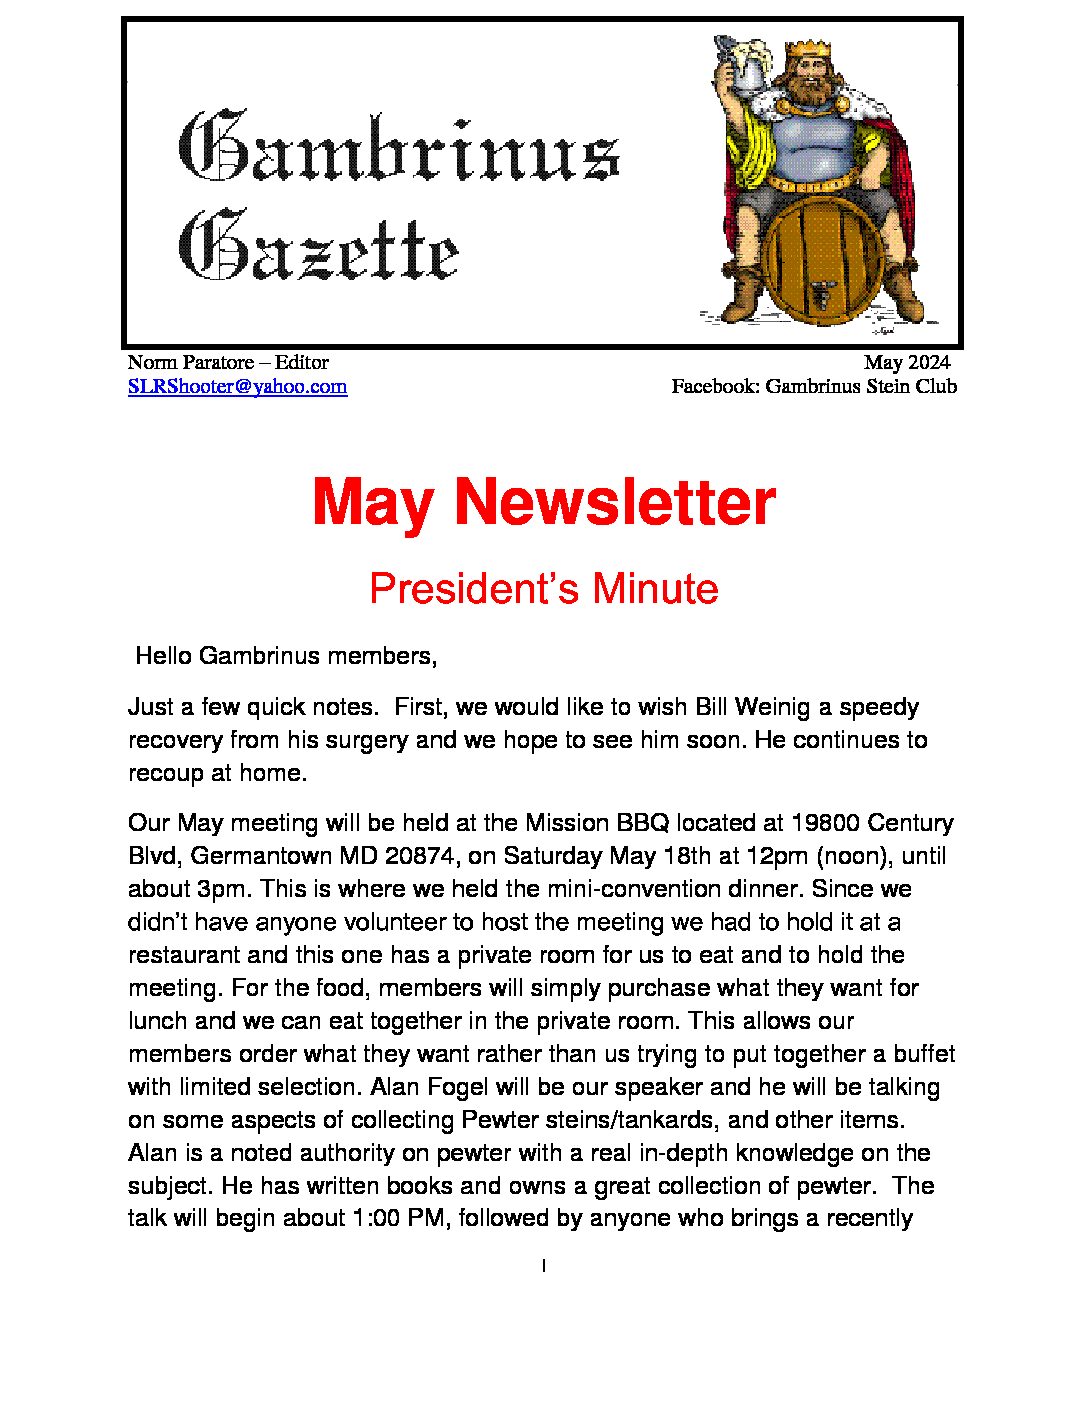 Gambrinus
Gazette
Norm Paratore – Editor
May 2024
SLRShooter@yahoo.com
Facebook: Gambrinus Stein Club
May Newsletter
President’s Minute
Hello Gambrinus members,
Just a few quick notes.  First, we would like to wish Bill Weinig a speedy
recovery from his surgery and we hope to see him soon. He continues to
recoup at home.
Our May meeting will be held at the Mission BBQ located at 19800 Century
Blvd, Germantown MD 20874, on Saturday May 18th at 12pm (noon), until
about 3pm. This is where we held the mini-convention dinner. Since we
didn’t have anyone volunteer to host the meeting we had to hold it at a
restaurant and this one has a private room for us to eat and to hold the
meeting. For the food, members will simply purchase what they want for
lunch and we can eat together in the private room. This allows our
members order what they want rather than us trying to put together a buffet
with limited selection. Alan Fogel will be our speaker and he will be talking
on some aspects of collecting Pewter steins/tankards, and other items.
Alan is a noted authority on pewter with a real in-depth knowledge on the
subject. He has written books and owns a great collection of pewter.  The
talk will begin about 1:00 PM, followed by anyone who brings a recently
I